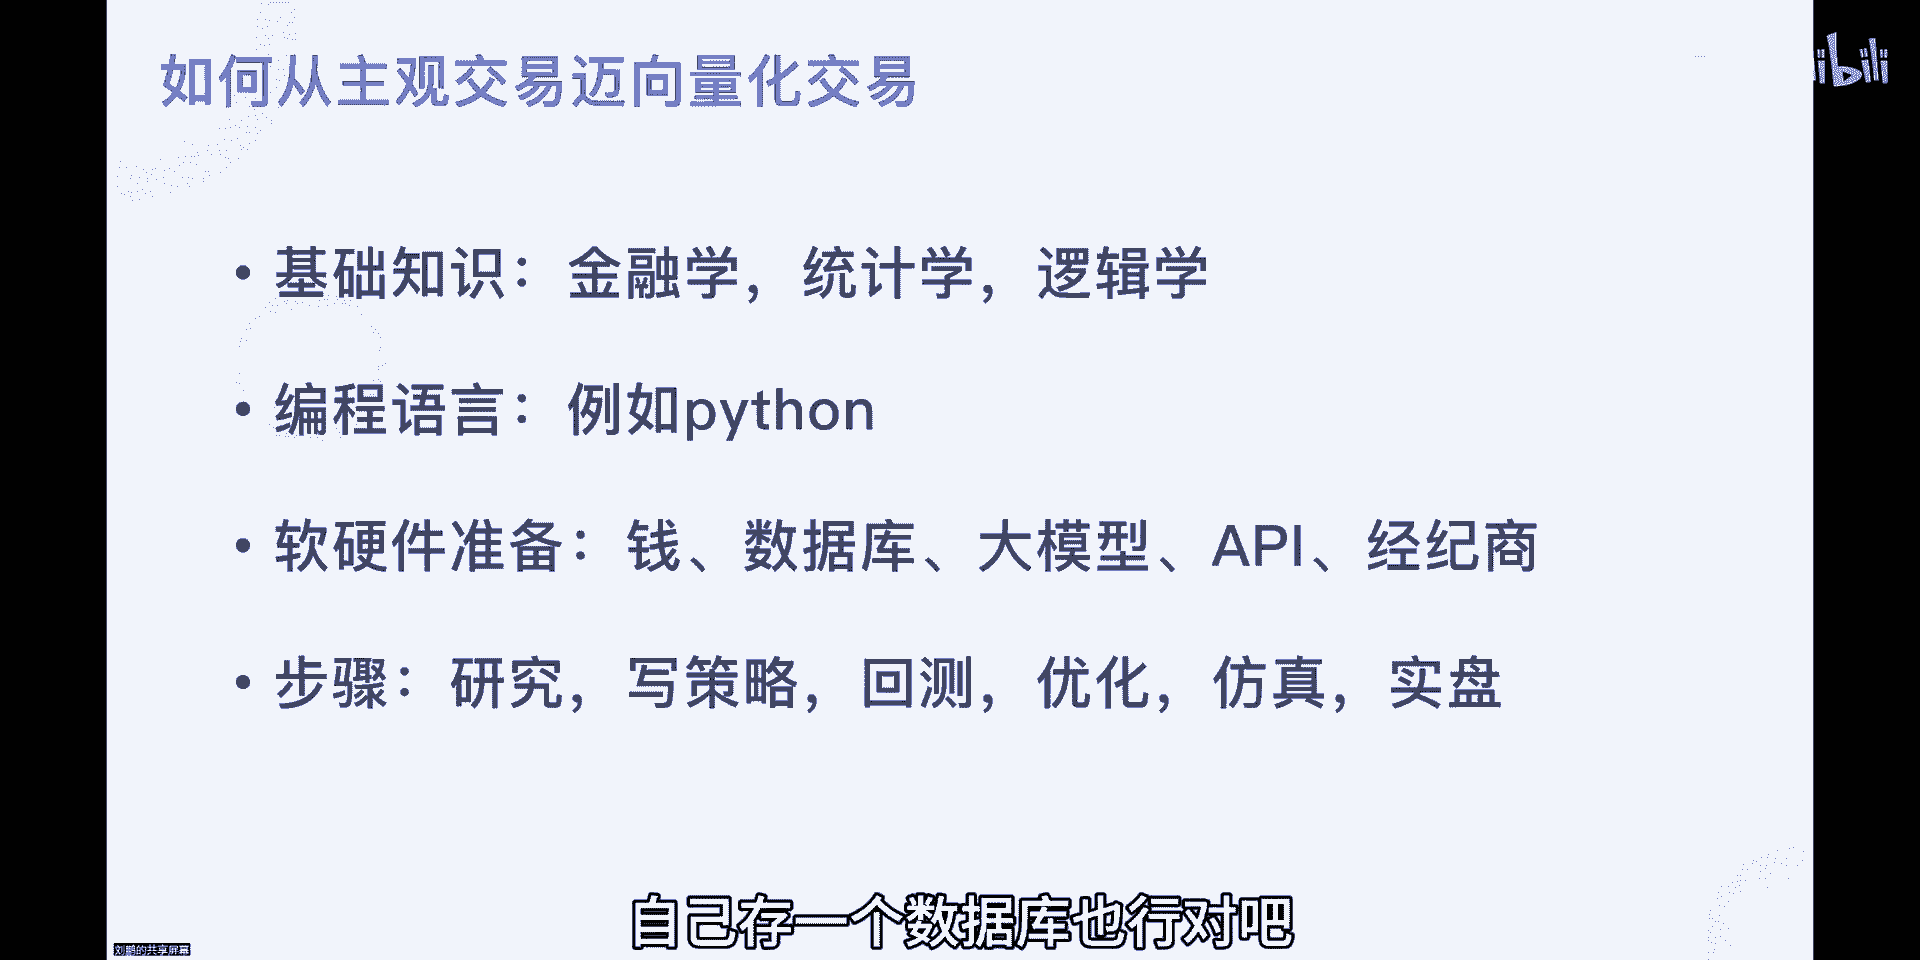 如何从主观交易迈向量化交易
bili
• 基础知识：金融学，统计学，逻辑学
• 编程语言：例如python
• 软硬件准备：钱、数据库、大模型、API、经纪商
• 步骤：研究，写策略，回测，优化，仿真，实盘
自己存一个数据库也行对吧
刘鹏的共享屏幕